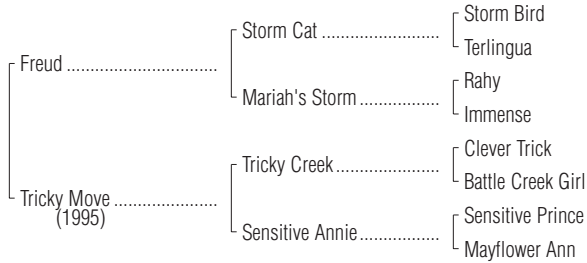 Storm Bird
Storm Cat ......................
Terlingua
Freud ............................
Rahy
Mariah's Storm ...............
Immense
Clever Trick
Tricky Creek ...................
Battle Creek Girl
Tricky Move ...................
(1995)
Sensitive Prince
Sensitive Annie ...............
Mayflower Ann